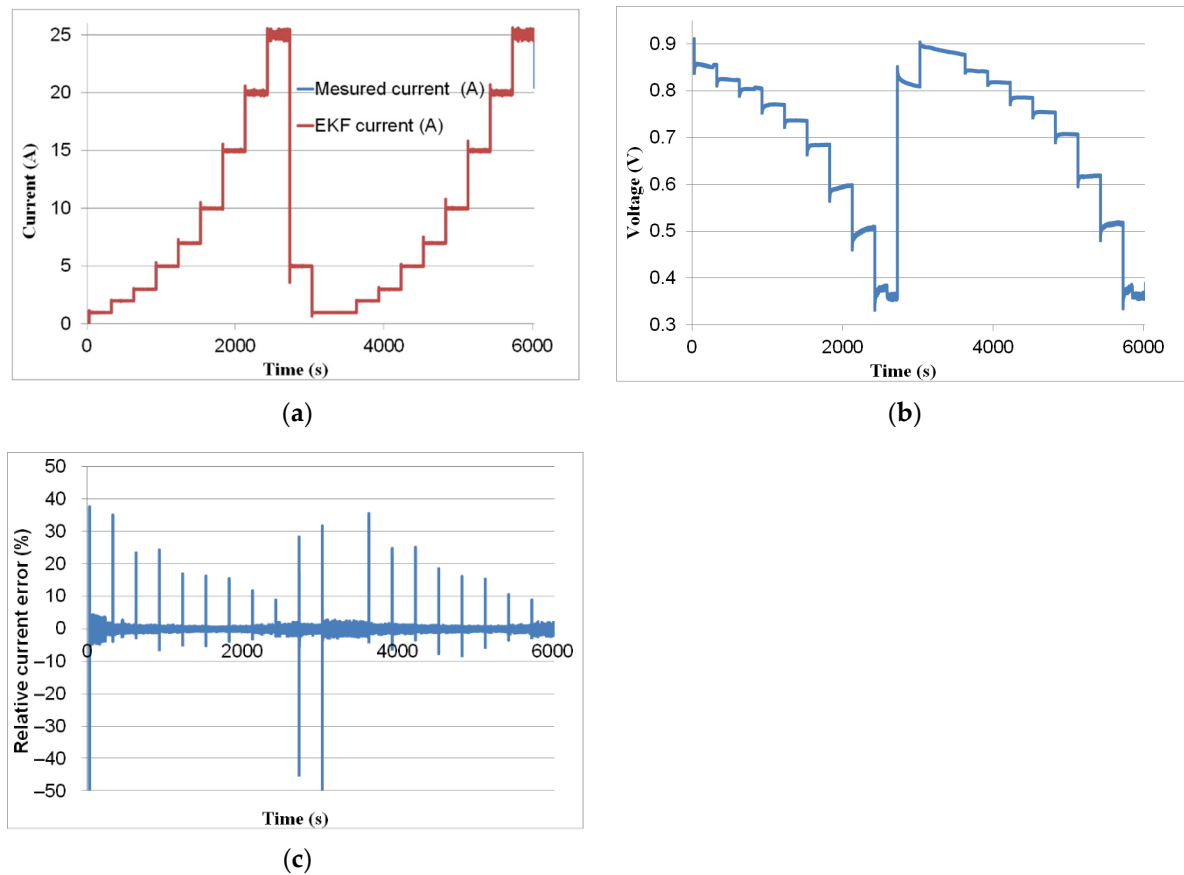 25
20
15
10
5
0
Current (A)
Mesured current (A)
EKF current (A)
0 2000 4000 6000
Time (s)
(a)
0.9
0.8
0.7
0.6
0.5
0.4
0.3
Voltage (V)
0 2000 4000 6000
Time (s)
(b)
50
40
30
20
10
0
–10
–20
–30
–40
–50
Relative current error (%)
0 2000 4000 6000
Time (s)
(c)